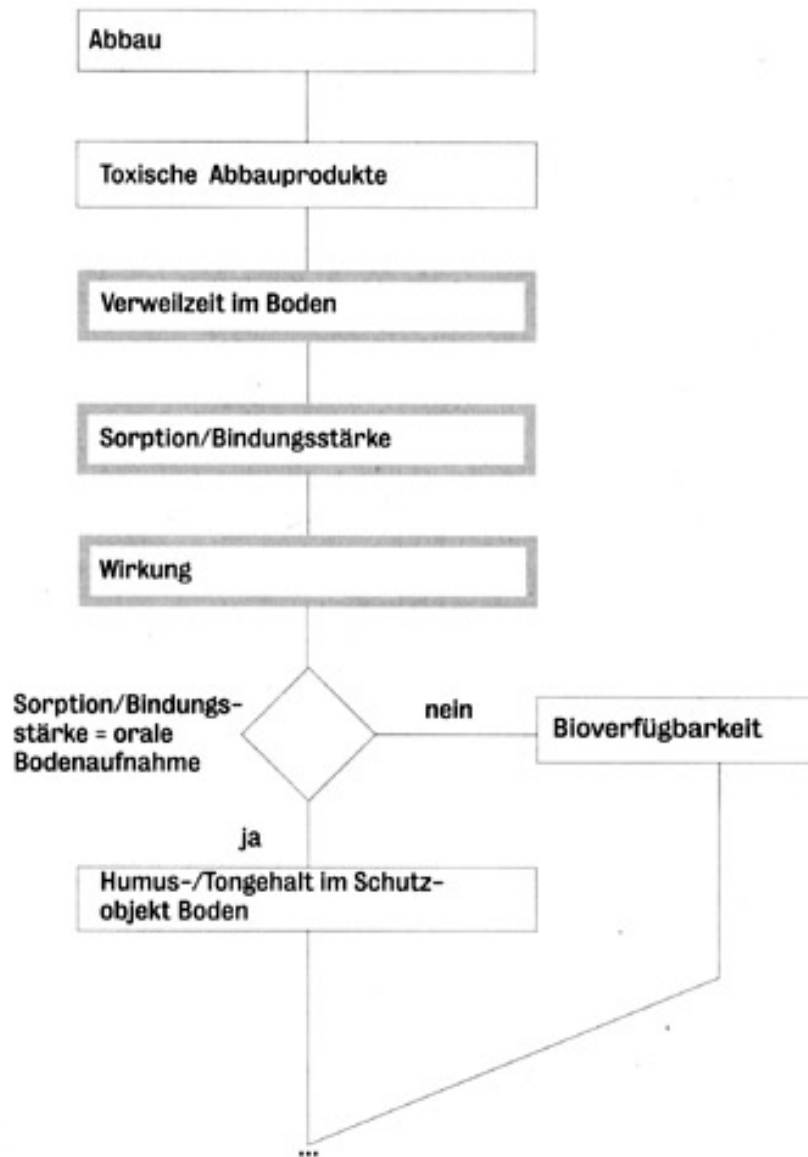 Abbau
Toxische Abbauprodukte
Verweilzeit im Boden
Sorption/Bindungsstärke
Wirkung
Sorption/Bindungs-
stärke = orale
Bodenaufnahme
nein
Bioverfügbarkeit
ja
Humus-/Tongehalt im Schutz-
objekt Boden
...